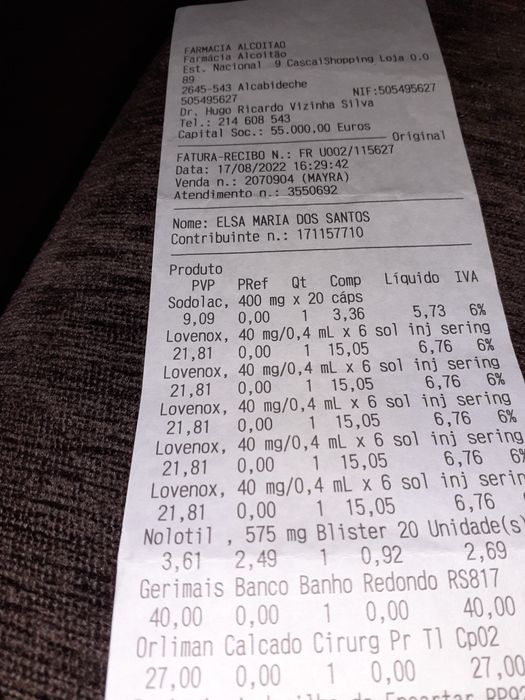 FARMACIA ALCOITAO
Farmácia Alcoitão
Est. Nacional 9 CascaiShopping Loja 0.0
89
2645-543 Alcabideche
505495627 NIF:505495627
Dr. Hugo Ricardo Vizinha Silva
Tel.: 214 608 543
Capital Soc.: 55.000,00 Euros
Original
FATURA-RECIBO N.: FR U002/115627
Data: 17/08/2022 16:29:42
Venda n.: 2070904 (MAYRA)
Atendimento n.: 3550692
Nome: ELSA MARIA DOS SANTOS
Contribuinte n.: 171157710
Produto
PVP PRef Qt Comp Líquido IVA
Sodolac, 400 mg x 20 cáps
9,09 0,00 1 3,36 5,73 6%
Lovenox, 40 mg/0,4 mL x 6 sol inj sering
21,81 0,00 1 15,05 6,76 6%
Lovenox, 40 mg/0,4 mL x 6 sol inj sering
21,81 0,00 1 15,05 6,76 6%
Lovenox, 40 mg/0,4 mL x 6 sol inj sering
21,81 0,00 1 15,05 6,76 6%
Lovenox, 40 mg/0,4 mL x 6 sol inj sering
21,81 0,00 1 15,05 6,76 6%
Lovenox, 40 mg/0,4 mL x 6 sol inj serin
21,81 0,00 1 15,05 6,76
Nolotil , 575 mg Blister 20 Unidade(s
3,61 2,49 1 0,92 2,69
Gerimais Banco Banho Redondo RS817
40,00 0,00 1 0,00 40,00
Orliman Calcado Cirurg Pr Tl Cp02
27,00 0,00 1 0,00 27,00